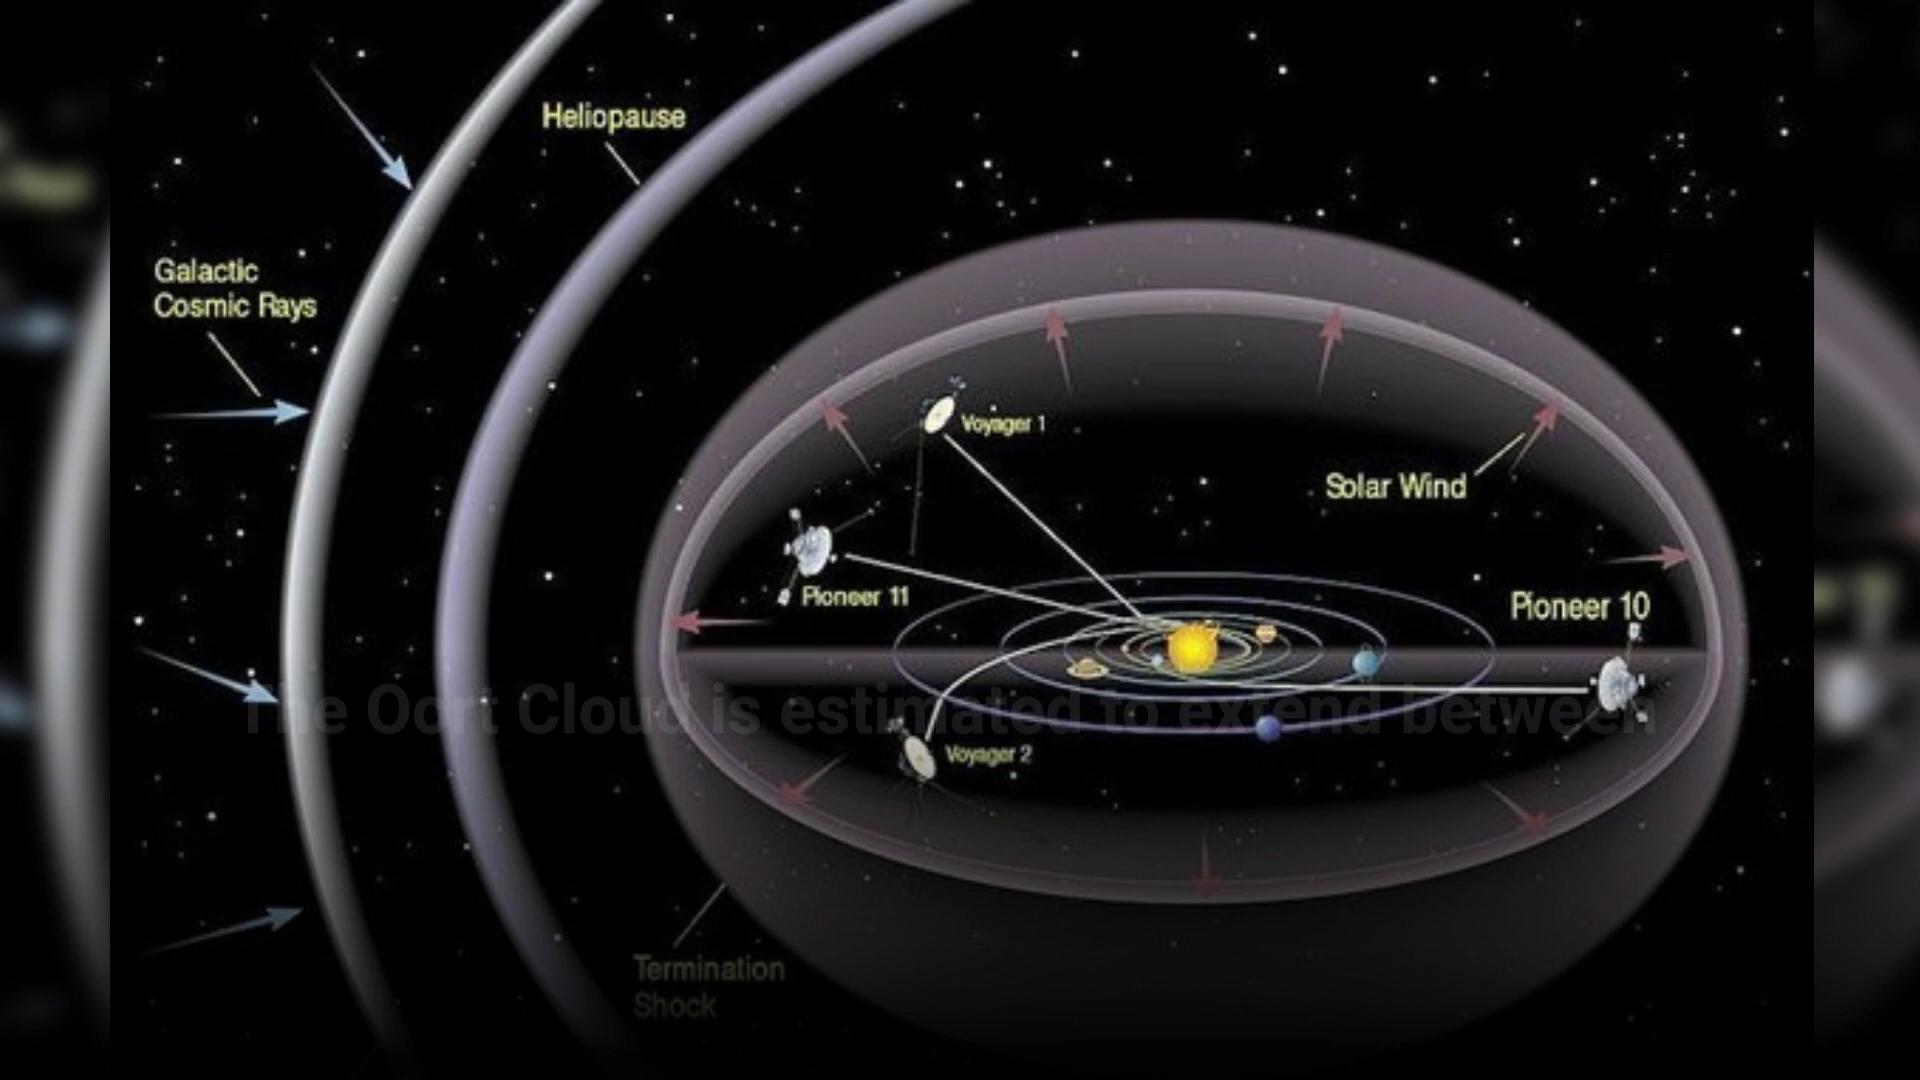 Heliopause
Galactic
Cosmic Rays
Voyager 1
Solar Wind
Pioneer 11
Pioneer 10
The Oort Cloud is estimated to extend between
Voyager 2
Termination
Shock